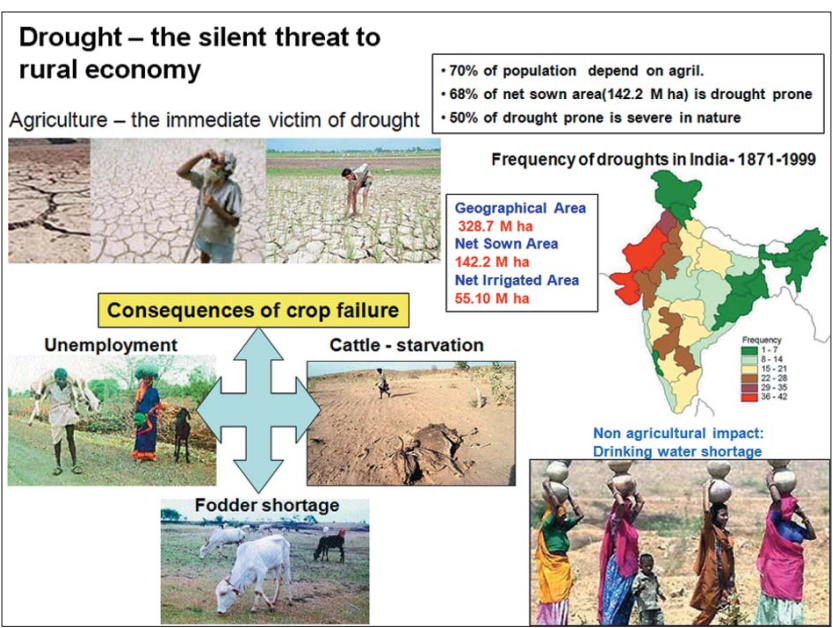 Drought – the silent threat to
rural economy
• 70% of population depend on agril.
• 68% of net sown area(142.2 M ha) is drought prone
• 50% of drought prone is severe in nature
Agriculture – the immediate victim of drought
Frequency of droughts in India- 1871-1999
Geographical Area
328.7 M ha
Net Sown Area
142.2 M ha
Net Irrigated Area
55.10 M ha
Frequency
1 - 7
8 - 14
15 - 21
22 - 28
29 - 35
36 - 42
Consequences of crop failure
Unemployment
Cattle - starvation
Fodder shortage
Non agricultural impact:
Drinking water shortage